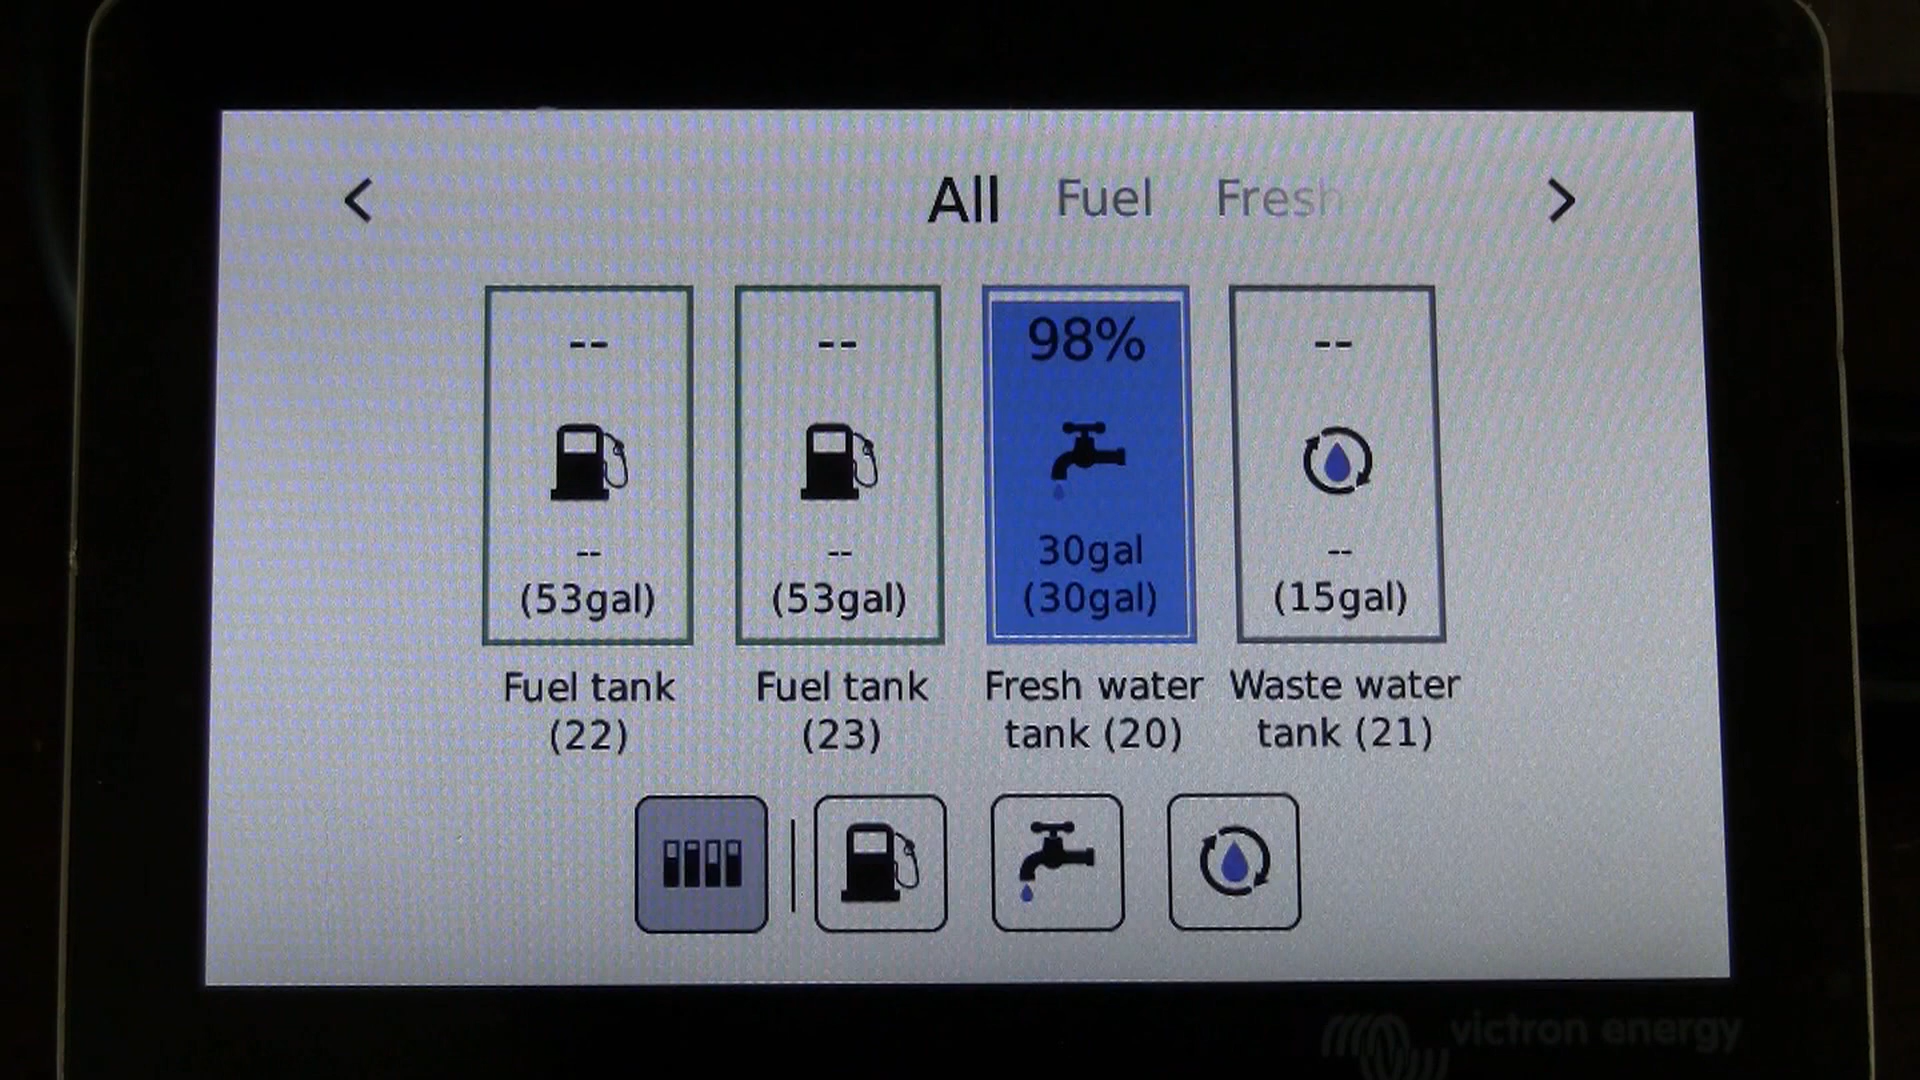 All Fuel Fresh
-- -- 98% --
-- -- 30gal --
(53gal) (53gal) (30gal) (15gal)
Fuel tank Fuel tank Fresh water Waste water
(22) (23) tank (20) tank (21)
victron energy